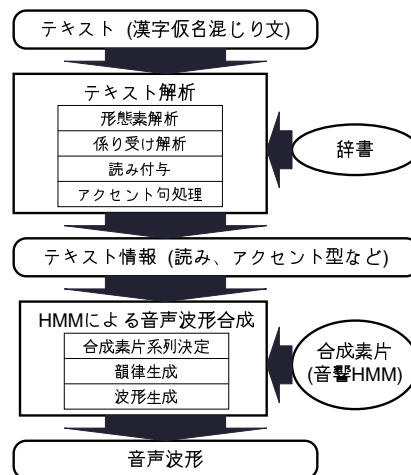 テキスト (漢字仮名混じり文)
テキスト解析
形態素解析
係り受け解析
読み付与
アクセント句処理
辞書
テキスト情報 (読み、アクセント型など)
HMMによる音声波形合成
合成素片系列決定
韻律生成
波形生成
合成素片
(音響HMM)
音声波形